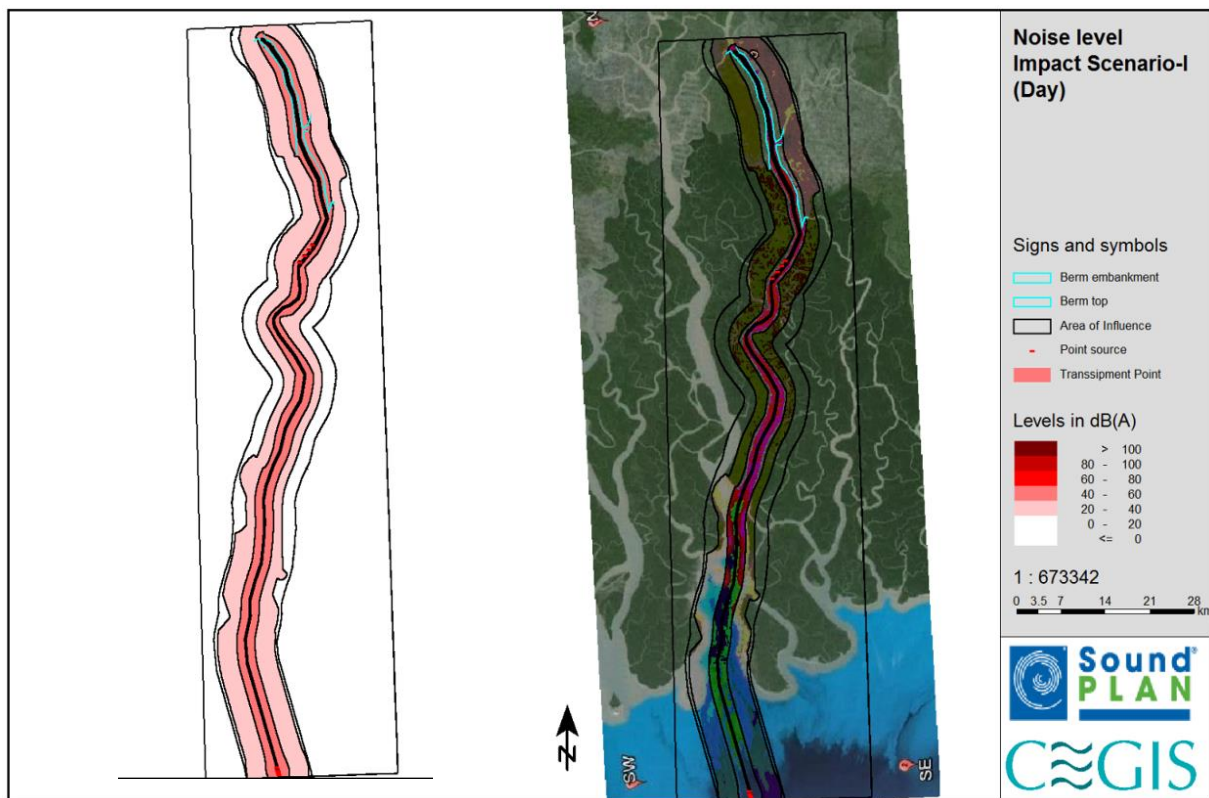 Noise level
Impact Scenario-I
(Day)
Signs and symbols
Berm embankment
Berm top
Area of Influence
Point source
Transsipment Point
Levels in dB(A)
> 100
80 - 100
60 - 80
40 - 60
20 - 40
0 - 20
<= 0
1 : 673342
0 3.5 7 14 21 28
km
Sound®
PLAN
CEGIS
N
SW
SE